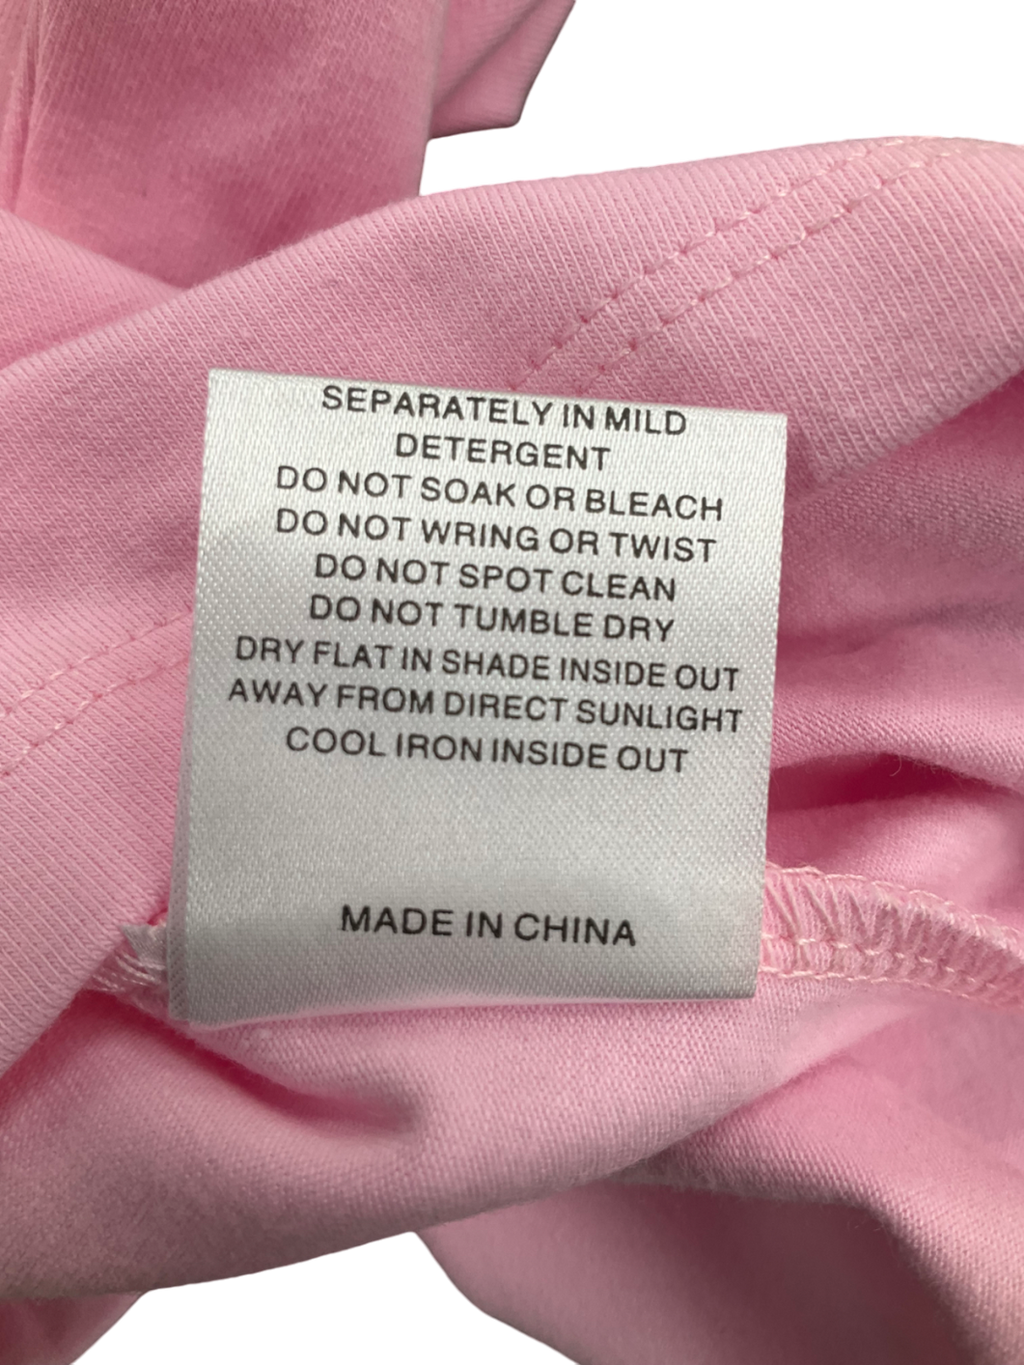 SEPARATELY IN MILD
DETERGENT
DO NOT SOAK OR BLEACH
DO NOT WRING OR TWIST
DO NOT SPOT CLEAN
DO NOT TUMBLE DRY
DRY FLAT IN SHADE INSIDE OUT
AWAY FROM DIRECT SUNLIGHT
COOL IRON INSIDE OUT
MADE IN CHINA